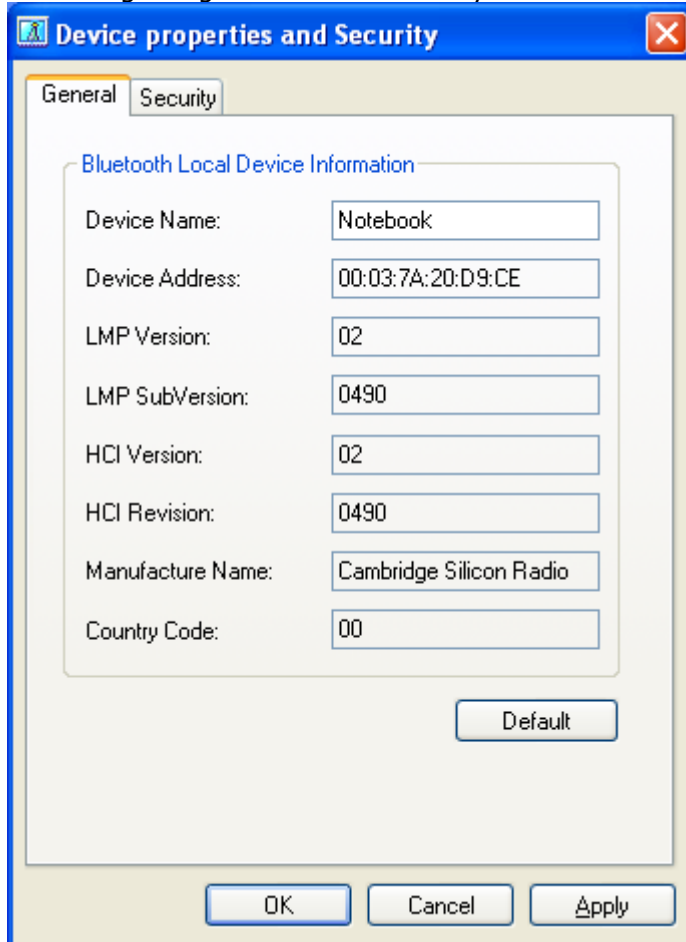 Device properties and Security
General Security
Bluetooth Local Device Information
Device Name: Notebook
Device Address: 00:03:7A:20:D9:CE
LMP Version: 02
LMP SubVersion: 0490
HCI Version: 02
HCI Revision: 0490
Manufacture Name: Cambridge Silicon Radio
Country Code: 00
Default
OK Cancel Apply